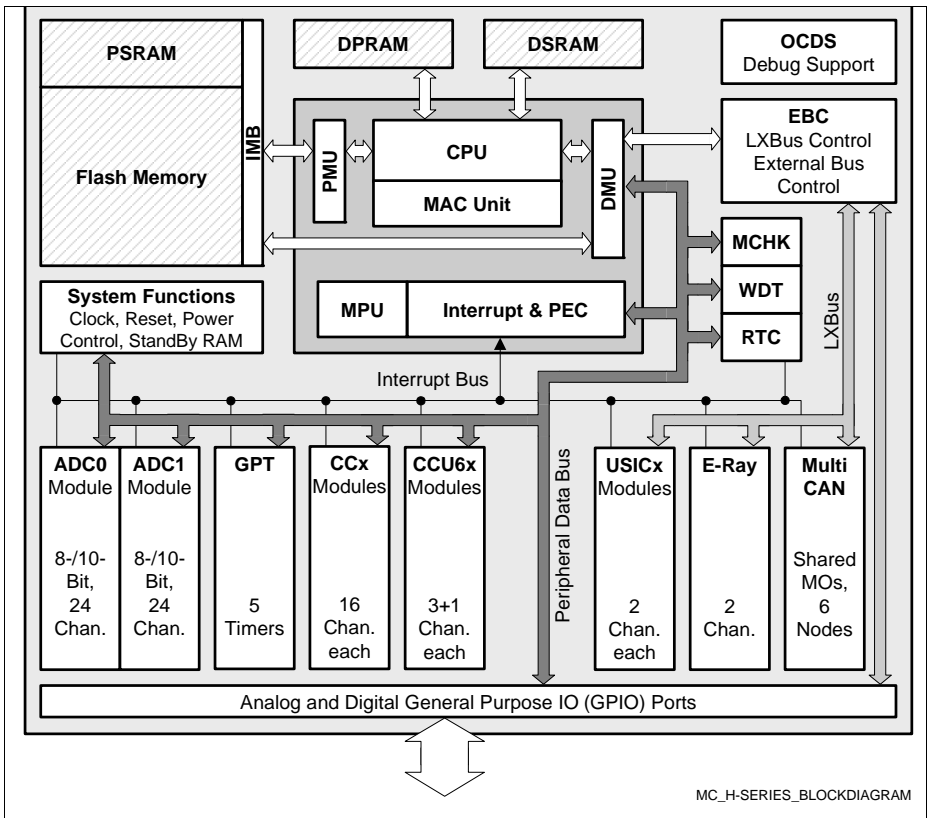 PSRAM
Flash Memory
IMB
DPRAM
DSRAM
OCDS
Debug Support
PMU
CPU
MAC Unit
DMU
EBC
LXBus Control
External Bus
Control
MCHK
WDT
RTC
LXBus
System Functions
Clock, Reset, Power
Control, StandBy RAM
MPU
Interrupt & PEC
Interrupt Bus
ADC0
Module
8-/10-
Bit,
24
Chan.
ADC1
Module
8-/10-
Bit,
24
Chan.
GPT
5
Timers
CCx
Modules
16
Chan.
each
CCU6x
Modules
3+1
Chan.
each
Peripheral Data Bus
USICx
Modules
2
Chan.
each
E-Ray
2
Chan.
Multi
CAN
Shared
MOs,
6
Nodes
Analog and Digital General Purpose IO (GPIO) Ports
MC_H-SERIES_BLOCKDIAGRAM